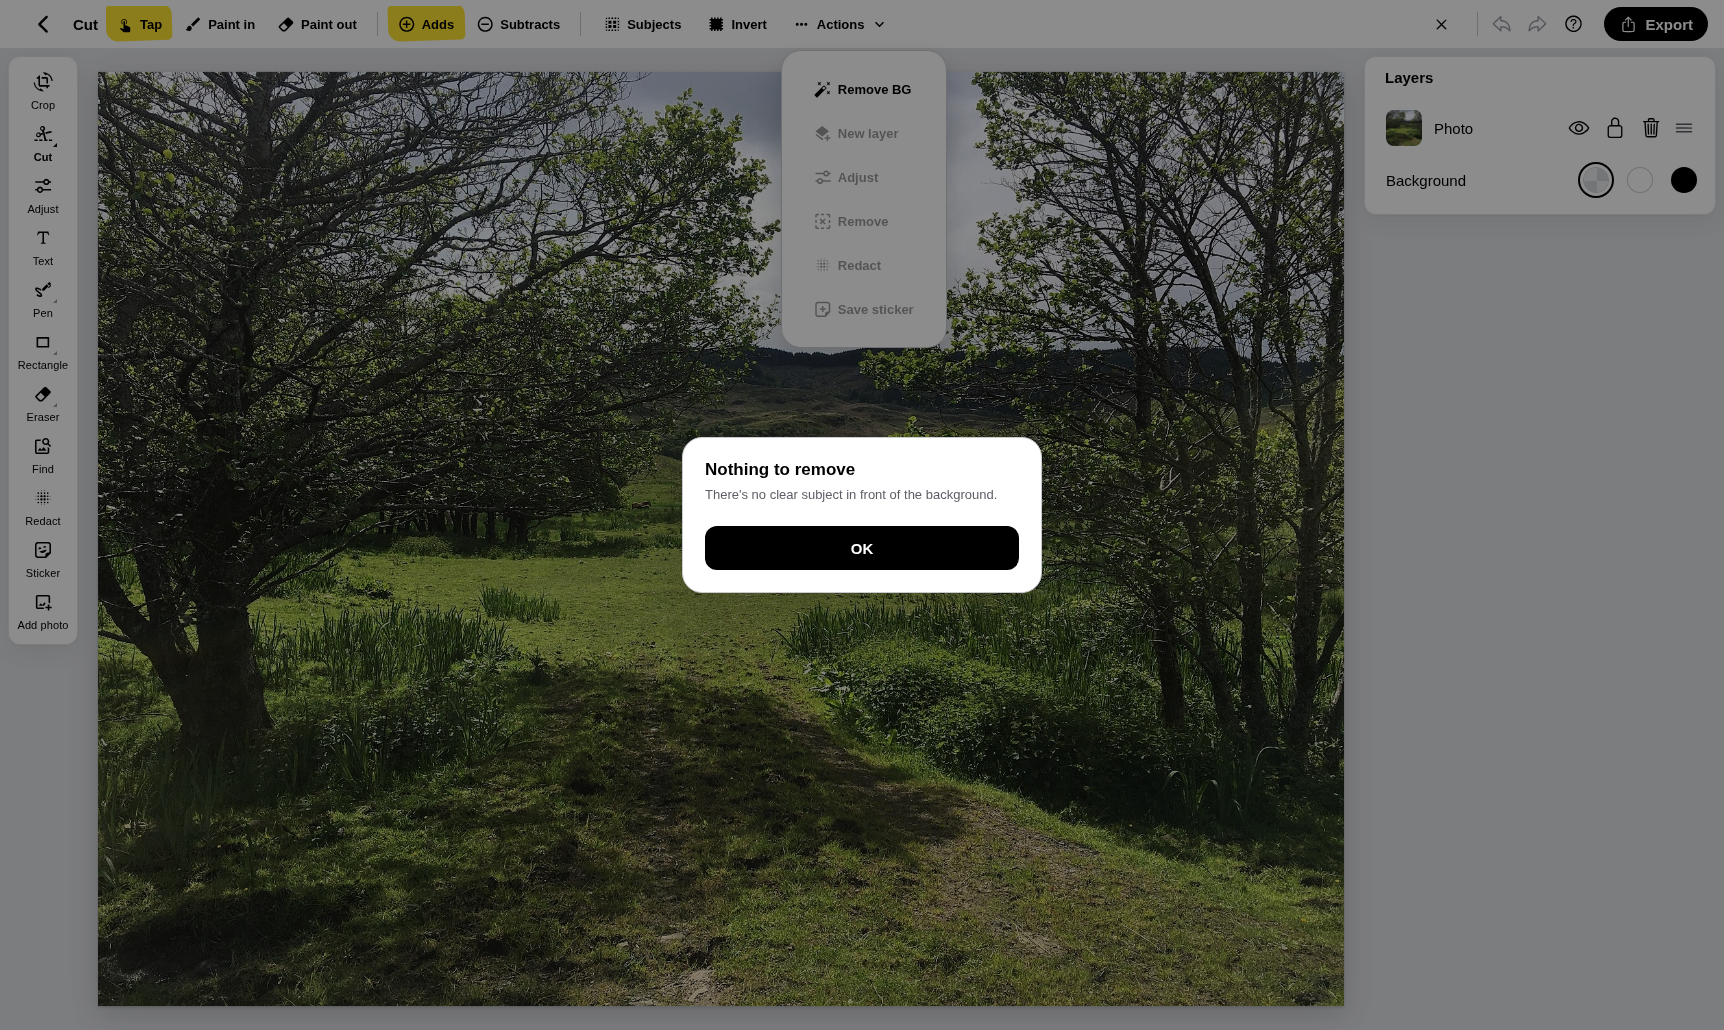 Cut
Tap
Paint in
Paint out
Adds
Subtracts
Subjects
Invert
Actions
Export
Crop
Cut
Adjust
Text
Pen
Rectangle
Eraser
Find
Redact
Sticker
Add photo
Remove BG
New layer
Adjust
Remove
Redact
Save sticker
Nothing to remove
There's no clear subject in front of the background.
OK
Layers
Photo
Background